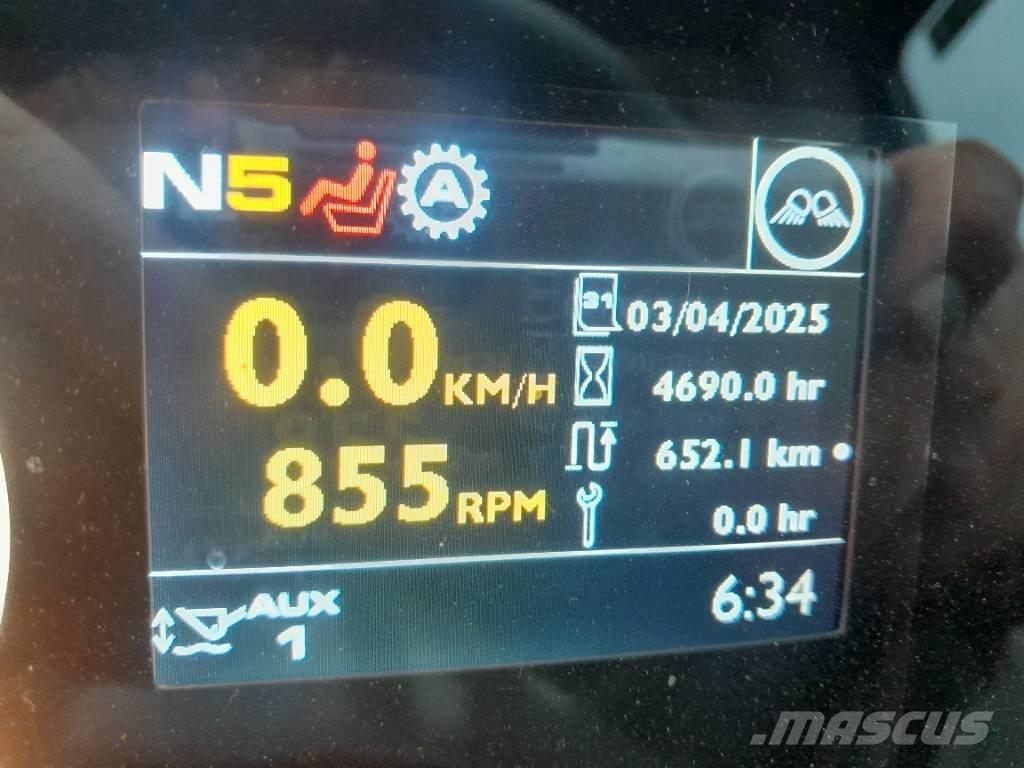 N5 A
31 03/04/2025
0.0 KM/H
4690.0 hr
652.1 km
855 RPM
0.0 hr
AUX
1
6:34
MASCUS